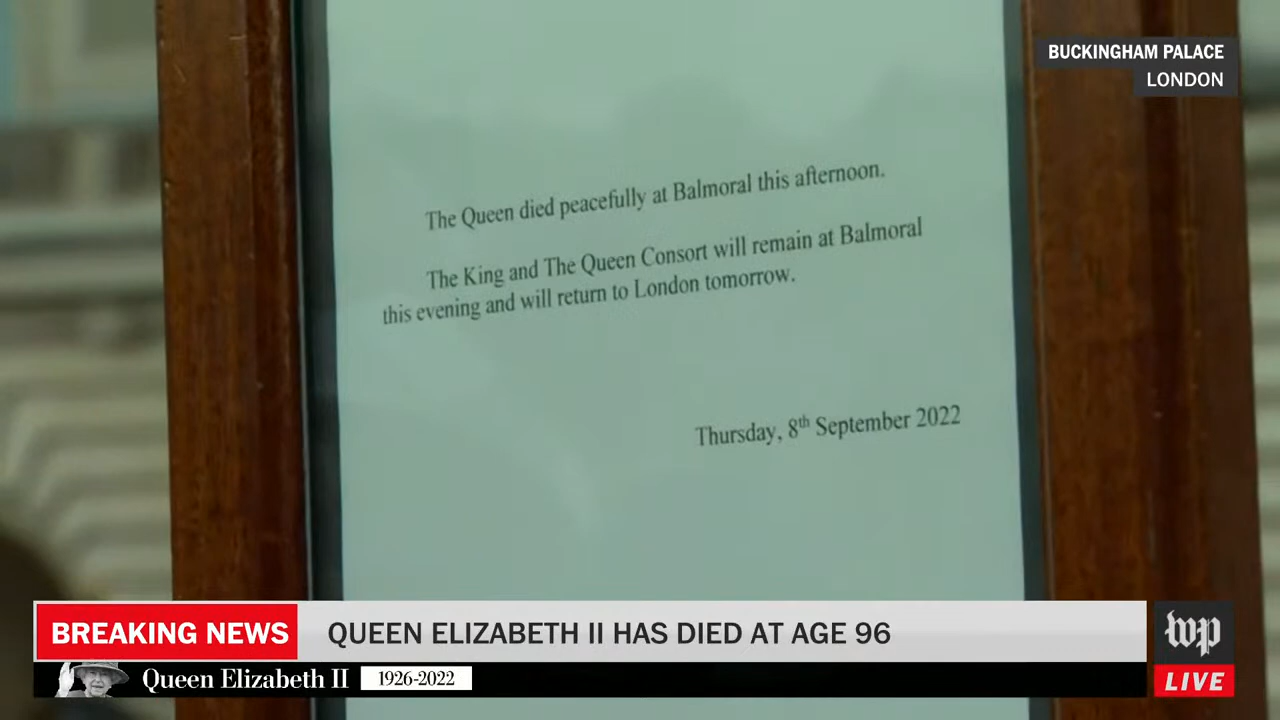 BUCKINGHAM PALACE
LONDON
The Queen died peacefully at Balmoral this afternoon.
The King and The Queen Consort will remain at Balmoral
this evening and will return to London tomorrow.
Thursday, 8th September 2022
BREAKING NEWS
QUEEN ELIZABETH II HAS DIED AT AGE 96
wp
Queen Elizabeth II
1926-2022
LIVE